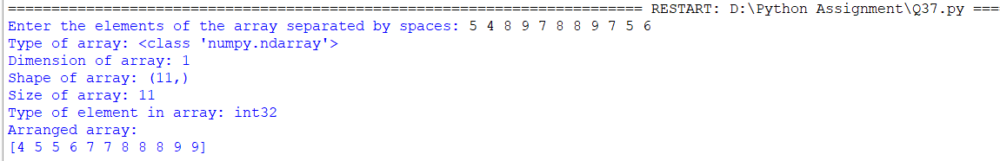 ========================================================================= RESTART: D:\Python Assignment\Q37.py ===
Enter the elements of the array separated by spaces: 5 4 8 9 7 8 8 9 7 5 6
Type of array: <class 'numpy.ndarray'>
Dimension of array: 1
Shape of array: (11,)
Size of array: 11
Type of element in array: int32
Arranged array:
[4 5 5 6 7 7 8 8 8 9 9]